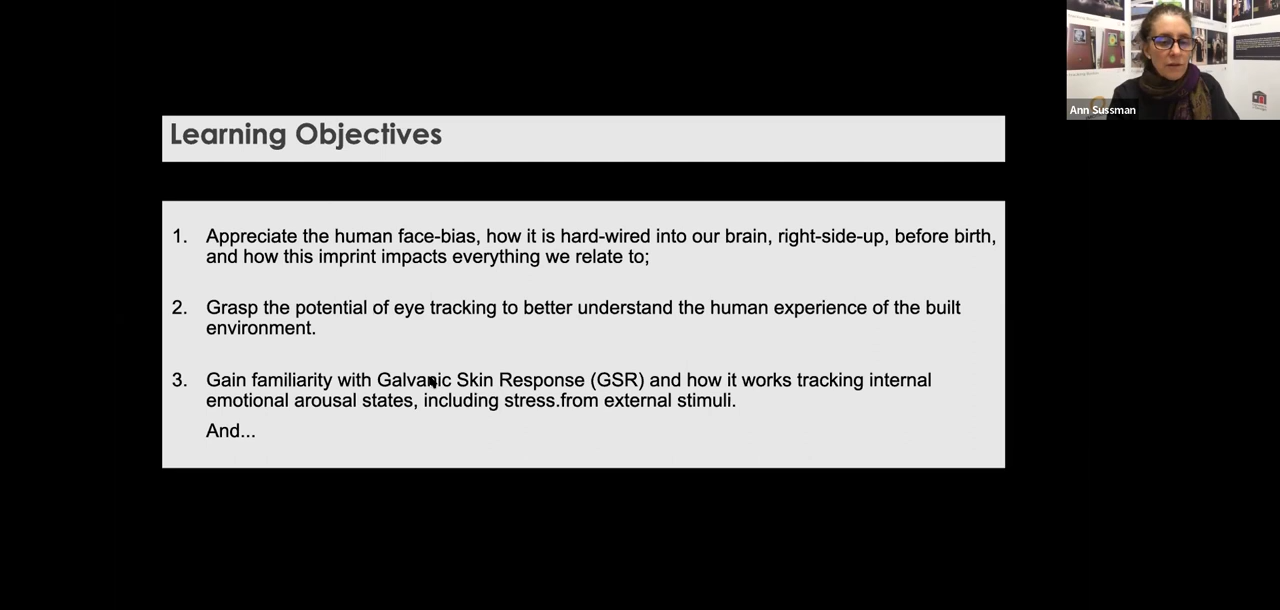 Learning Objectives
Ann Sussman
1. Appreciate the human face-bias, how it is hard-wired into our brain, right-side-up, before birth,
and how this imprint impacts everything we relate to;
2. Grasp the potential of eye tracking to better understand the human experience of the built
environment.
3. Gain familiarity with Galvanic Skin Response (GSR) and how it works tracking internal
emotional arousal states, including stress.from external stimuli.
And...